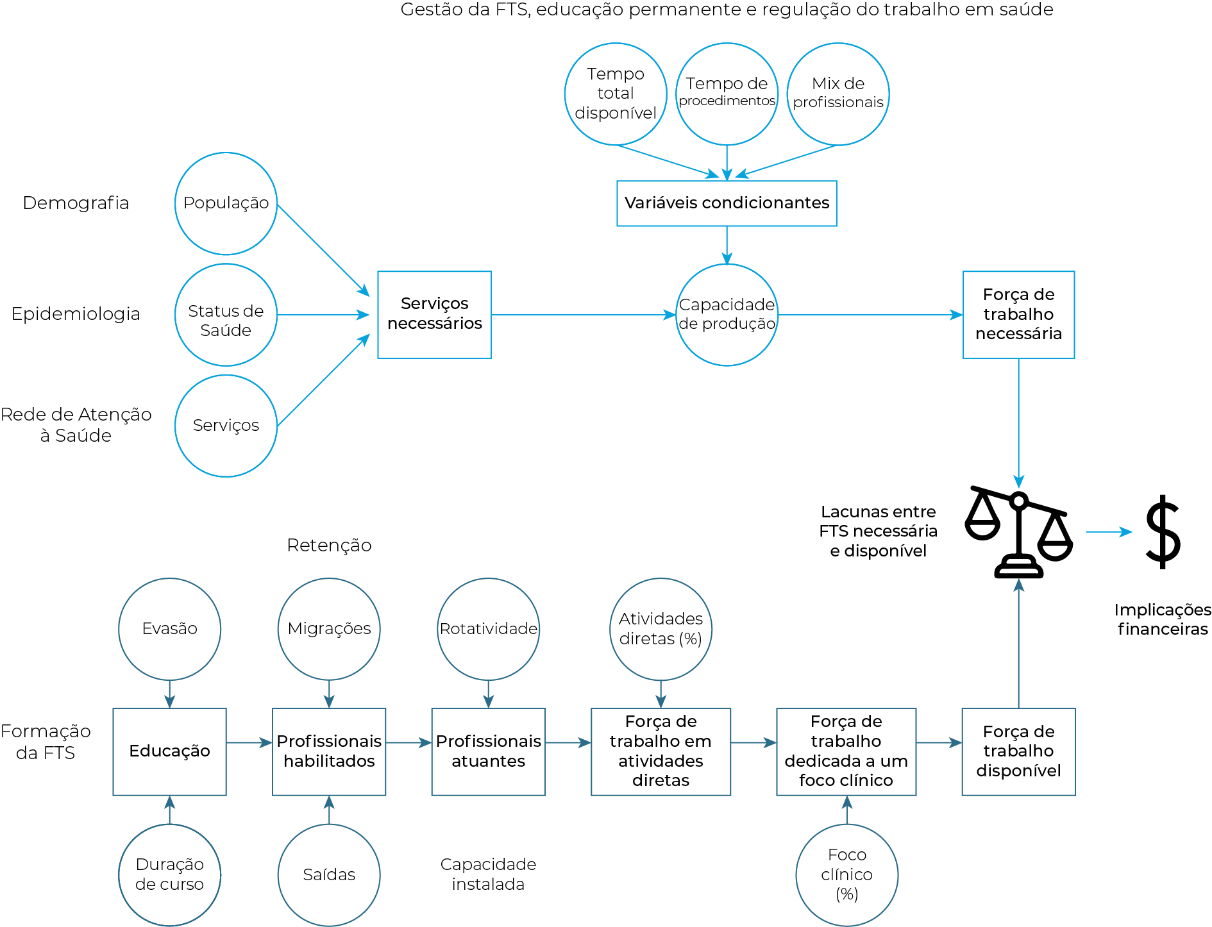 Gestão da FTS, educação permanente e regulação do trabalho em saúde
Tempo
total
disponível
Tempo de
procedimentos
Mix de
profissionais
Demografia
População
Variáveis condicionantes
Epidemiologia
Status de
Saúde
Serviços
necessários
Capacidade
de produção
Força de
trabalho
necessária
Rede de Atenção
à Saúde
Serviços
Lacunas entre
FTS necessária
e disponível
$
Implicações
financeiras
Retenção
Evasão
Migrações
Rotatividade
Atividades
diretas (%)
Formação
da FTS
Educação
Profissionais
habilitados
Profissionais
atuantes
Força de
trabalho em
atividades
diretas
Força de
trabalho
dedicada a um
foco clínico
Força de
trabalho
disponível
Duração
de curso
Saídas
Capacidade
instalada
Foco
clínico
(%)